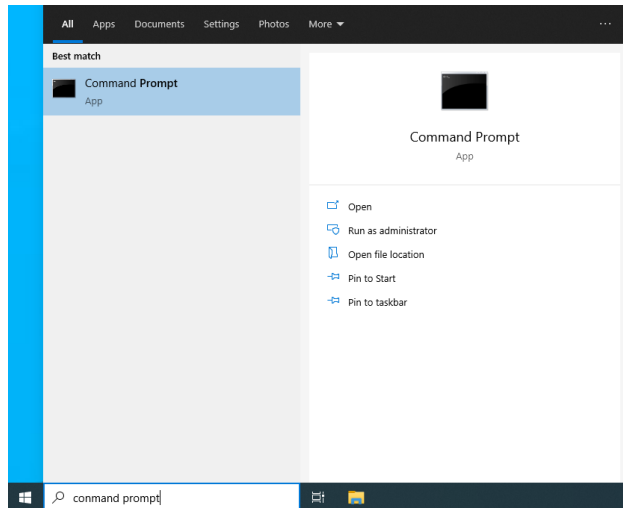 All Apps Documents Settings Photos More
Best match
Command Prompt
App
Command Prompt
App
Open
Run as administrator
Open file location
Pin to Start
Pin to taskbar
conmand prompt